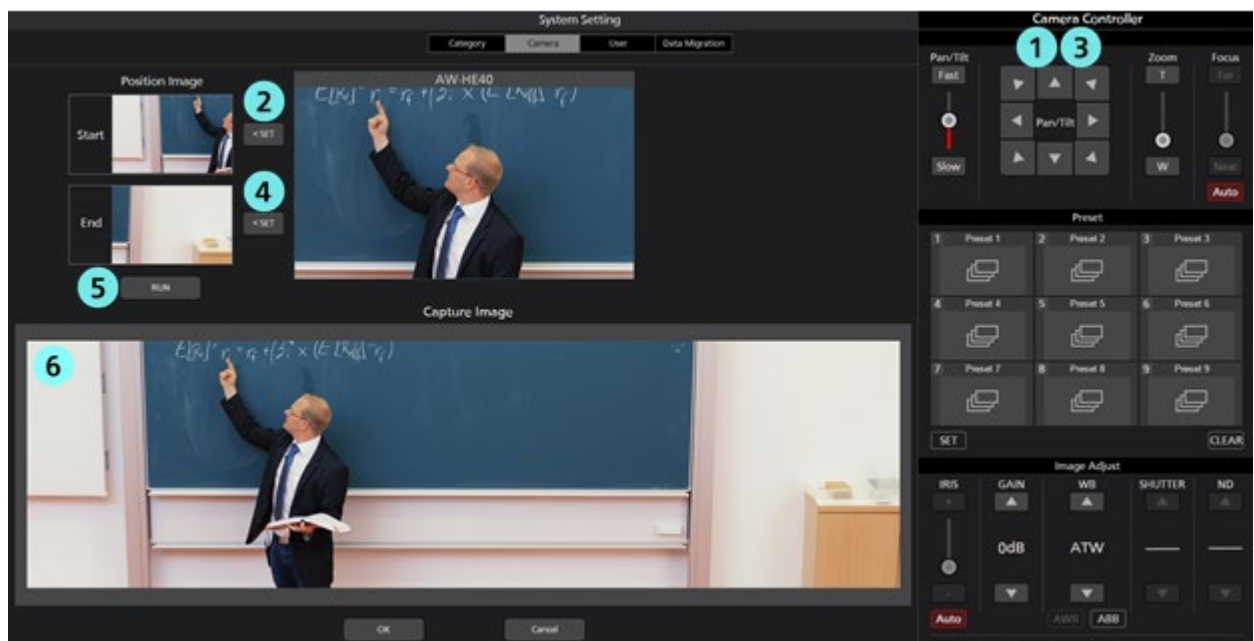 System Setting
Category Camera User Data Migration
Position Image
Start
2
< SET
End
4
< SET
5
RUN
AW-HE40
Capture Image
6
OK Cancel
Camera Controller
1 3
Pan/Tilt
Fast
Slow
Pan/Tilt
Zoom
T
W
Focus
Far
Near
Auto
Preset
1 Preset 1 2 Preset 2 3 Preset 3
4 Preset 4 5 Preset 5 6 Preset 6
7 Preset 7 8 Preset 8 9 Preset 9
SET CLEAR
Image Adjust
IRIS GAIN WB SHUTTER ND
0dB ATW
Auto AWB ABB